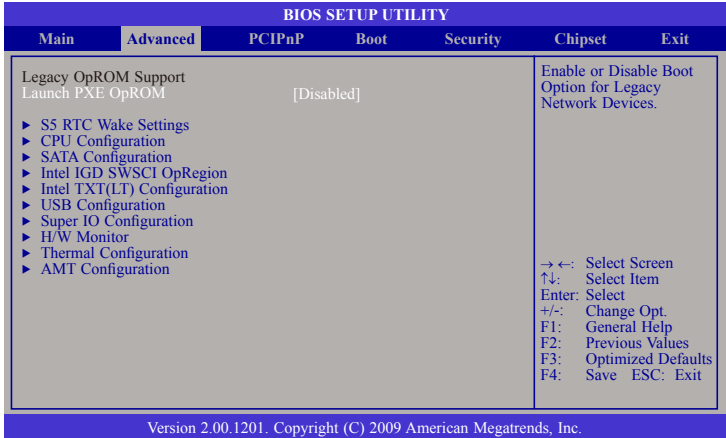 BIOS SETUP UTILITY
Main Advanced PCIPnP Boot Security Chipset Exit
Legacy OpROM Support
Launch PXE OpROM [Disabled]
► S5 RTC Wake Settings
► CPU Configuration
► SATA Configuration
► Intel IGD SWSCI OpRegion
► Intel TXT(LT) Configuration
► USB Configuration
► Super IO Configuration
► H/W Monitor
► Thermal Configuration
► AMT Configuration
Enable or Disable Boot
Option for Legacy
Network Devices.
→ ←: Select Screen
↑↓: Select Item
Enter: Select
+/-: Change Opt.
F1: General Help
F2: Previous Values
F3: Optimized Defaults
F4: Save ESC: Exit
Version 2.00.1201. Copyright (C) 2009 American Megatrends, Inc.